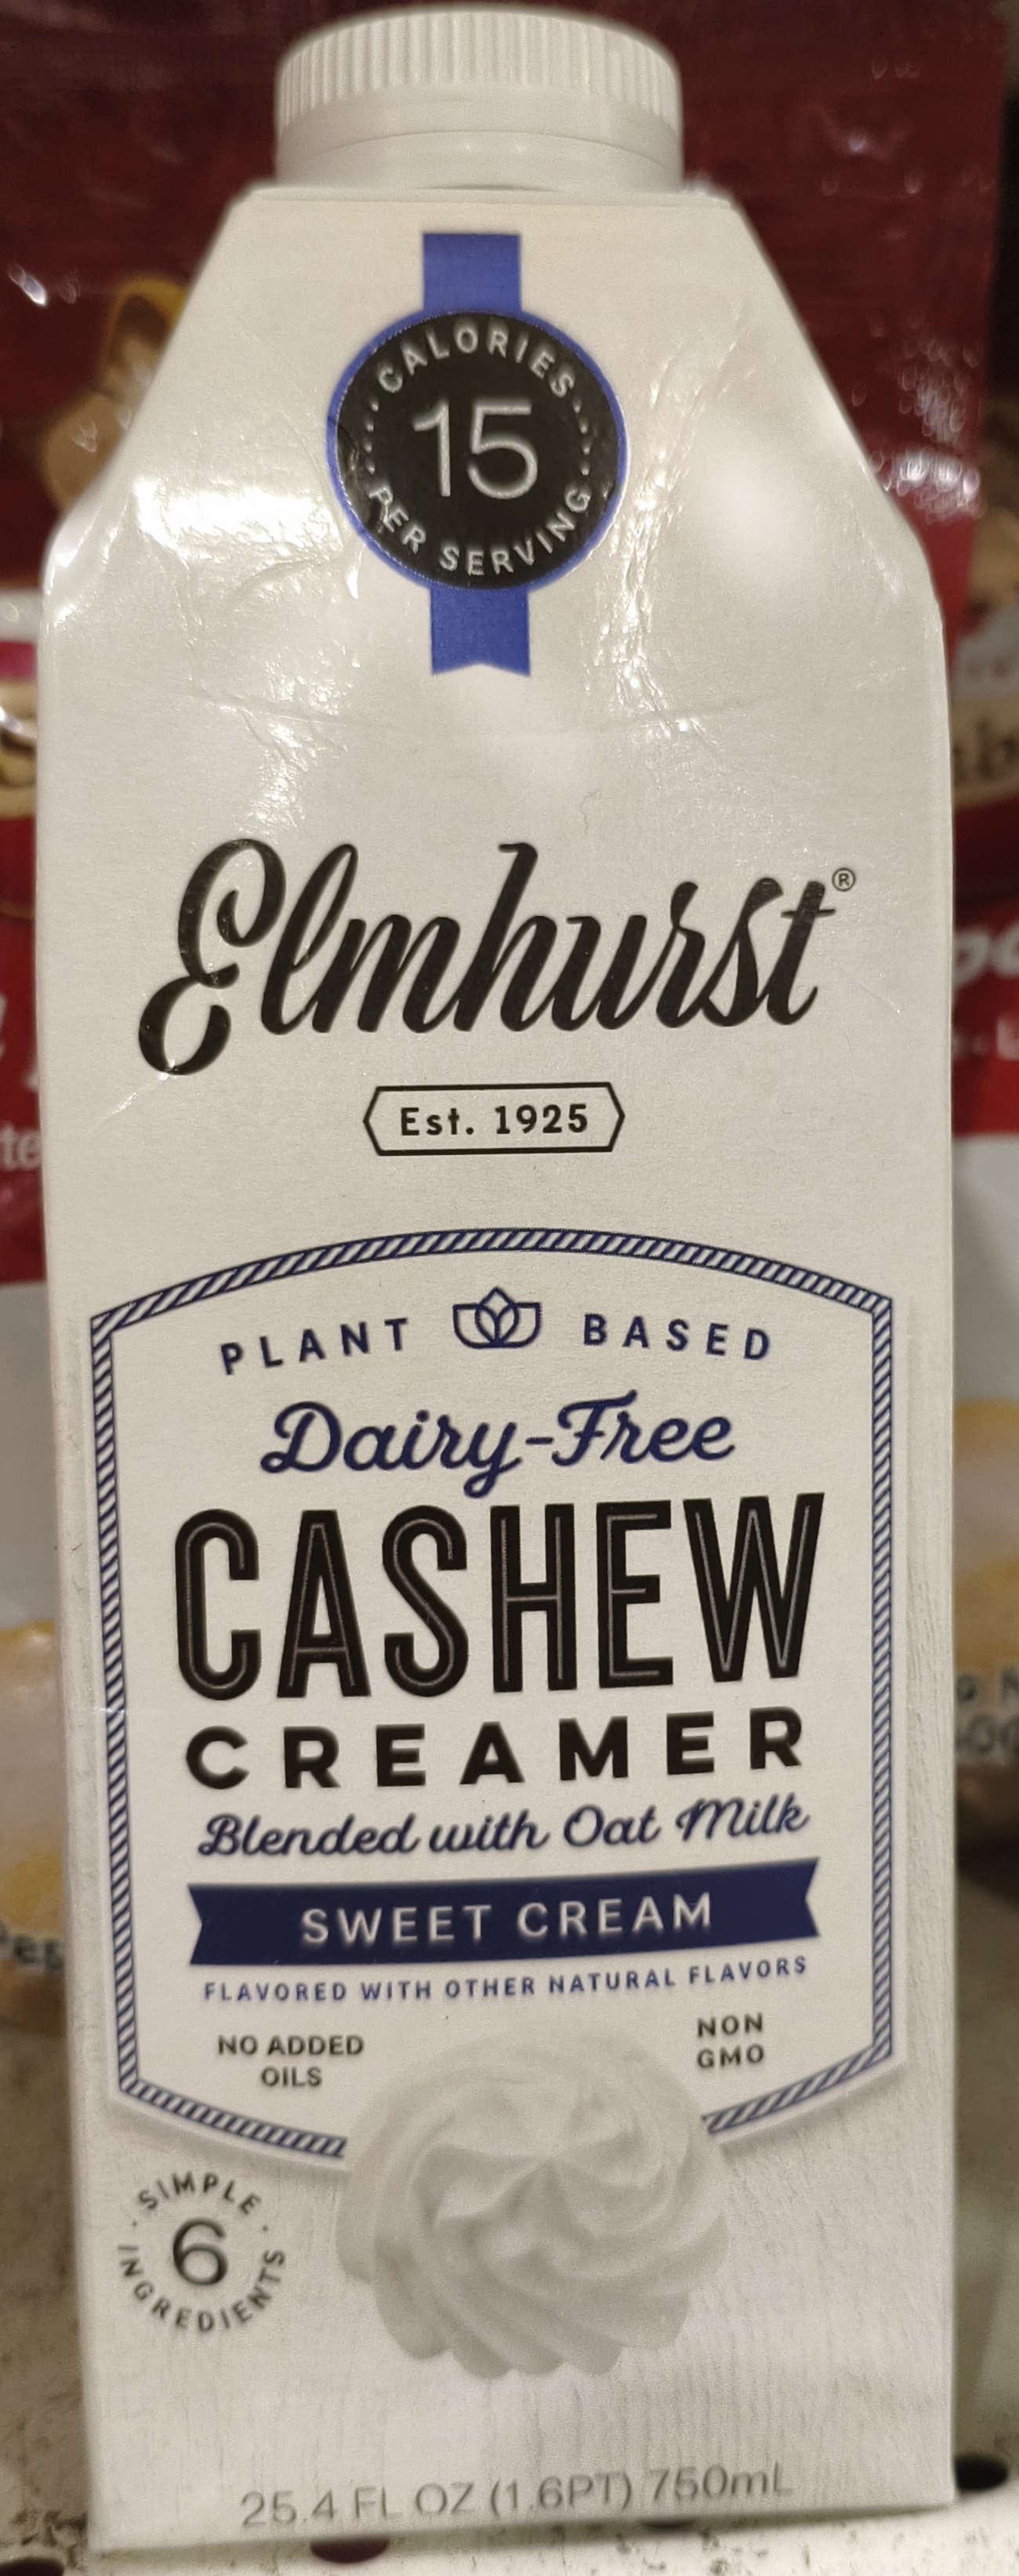 CALORIES
15
PER SERVING
Elmhurst®
Est. 1925
PLANT BASED
Dairy-Free
CASHEW
CREAMER
Blended with Oat Milk
SWEET CREAM
FLAVORED WITH OTHER NATURAL FLAVORS
NO ADDED
OILS
NON
GMO
SIMPLE
6
INGREDIENTS
25.4 FL OZ (1.6PT) 750mL